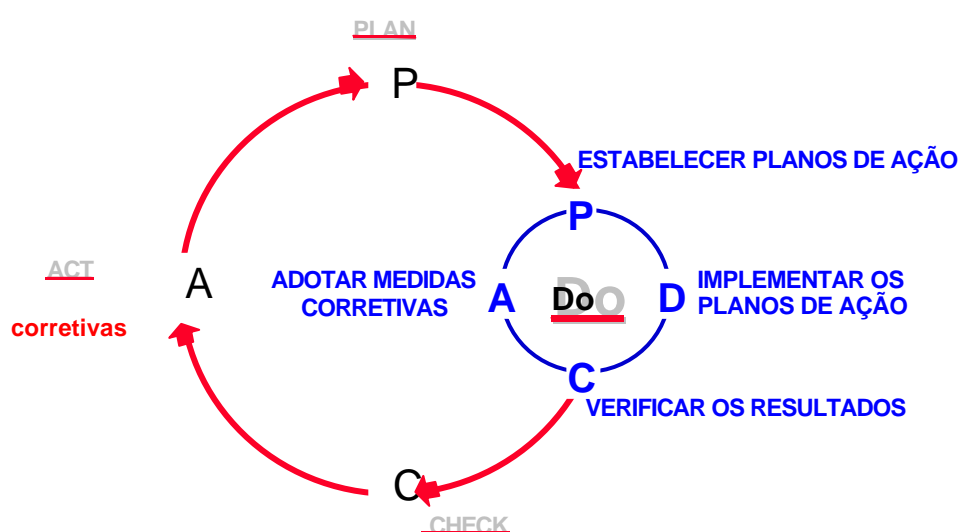 PLAN
P
ESTABELECER PLANOS DE AÇÃO
P
ACT
A
ADOTAR MEDIDAS
CORRETIVAS
A
Do
D
IMPLEMENTAR OS
PLANOS DE AÇÃO
corretivas
C
VERIFICAR OS RESULTADOS
C
CHECK